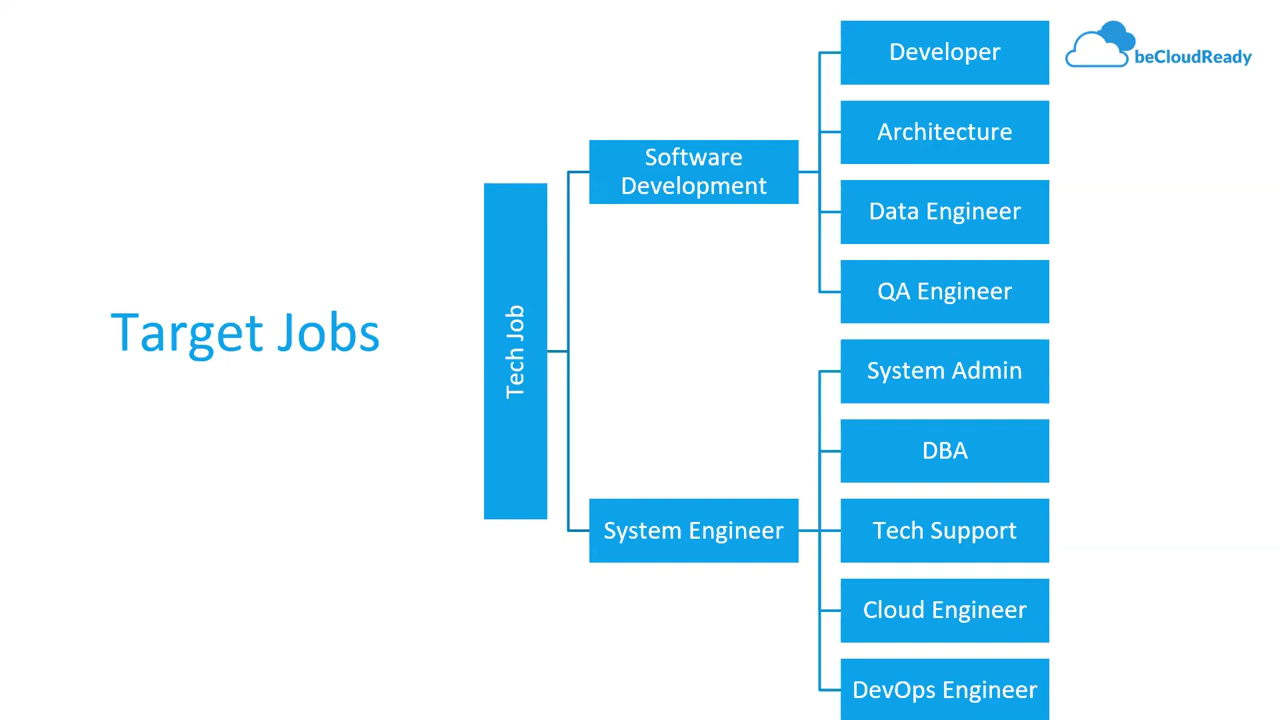 Target Jobs
Tech Job
Software
Development
Developer
Architecture
Data Engineer
QA Engineer
System Engineer
System Admin
DBA
Tech Support
Cloud Engineer
DevOps Engineer
beCloudReady